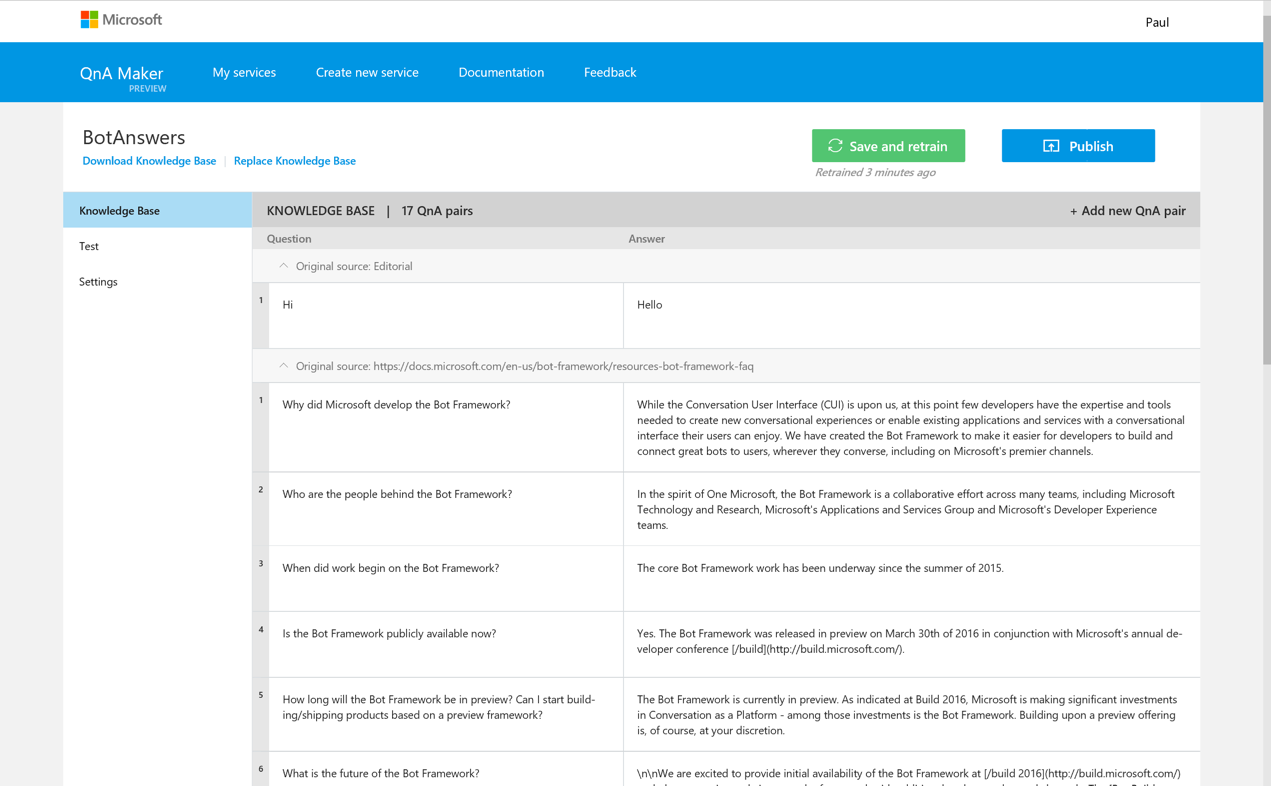 Microsoft
Paul
QnA Maker
PREVIEW
My services
Create new service
Documentation
Feedback
BotAnswers
Download Knowledge Base | Replace Knowledge Base
Save and retrain
Publish
Retrained 3 minutes ago
Knowledge Base
Test
Settings
KNOWLEDGE BASE | 17 QnA pairs
+ Add new QnA pair
Question
Answer
Original source: Editorial
1
Hi
Hello
Original source: https://docs.microsoft.com/en-us/bot-framework/resources-bot-framework-faq
1
Why did Microsoft develop the Bot Framework?
While the Conversation User Interface (CUI) is upon us, at this point few developers have the expertise and tools
needed to create new conversational experiences or enable existing applications and services with a conversational
interface their users can enjoy. We have created the Bot Framework to make it easier for developers to build and
connect great bots to users, wherever they converse, including on Microsoft's premier channels.
2
Who are the people behind the Bot Framework?
In the spirit of One Microsoft, the Bot Framework is a collaborative effort across many teams, including Microsoft
Technology and Research, Microsoft's Applications and Services Group and Microsoft's Developer Experience
teams.
3
When did work begin on the Bot Framework?
The core Bot Framework work has been underway since the summer of 2015.
4
Is the Bot Framework publicly available now?
Yes. The Bot Framework was released in preview on March 30th of 2016 in conjunction with Microsoft's annual de-
veloper conference [/build](http://build.microsoft.com/).
5
How long will the Bot Framework be in preview? Can I start build-
ing/shipping products based on a preview framework?
The Bot Framework is currently in preview. As indicated at Build 2016, Microsoft is making significant investments
in Conversation as a Platform - among those investments is the Bot Framework. Building upon a preview offering
is, of course, at your discretion.
6
What is the future of the Bot Framework?
\n\nWe are excited to provide initial availability of the Bot Framework at [/build 2016](http://build.microsoft.com/)